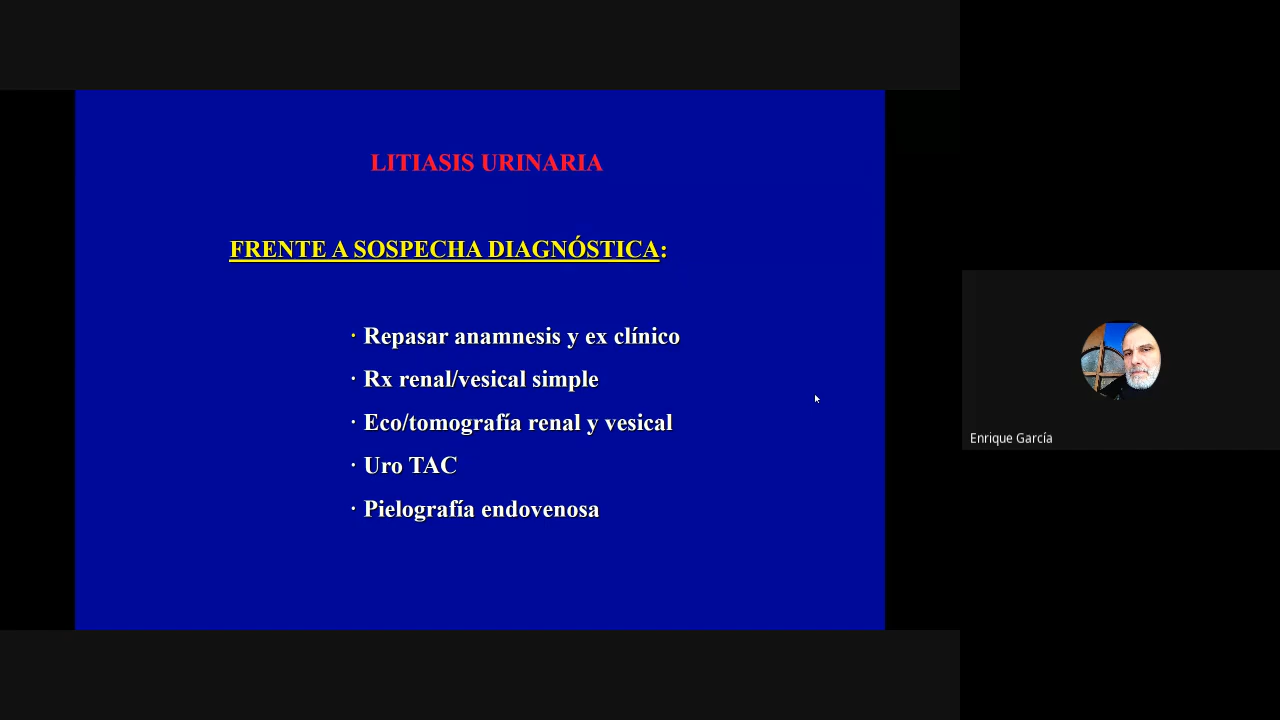 LITIASIS URINARIA
FRENTE A SOSPECHA DIAGNÓSTICA:
· Repasar anamnesis y ex clínico
· Rx renal/vesical simple
· Eco/tomografía renal y vesical
· Uro TAC
· Pielografía endovenosa
Enrique García